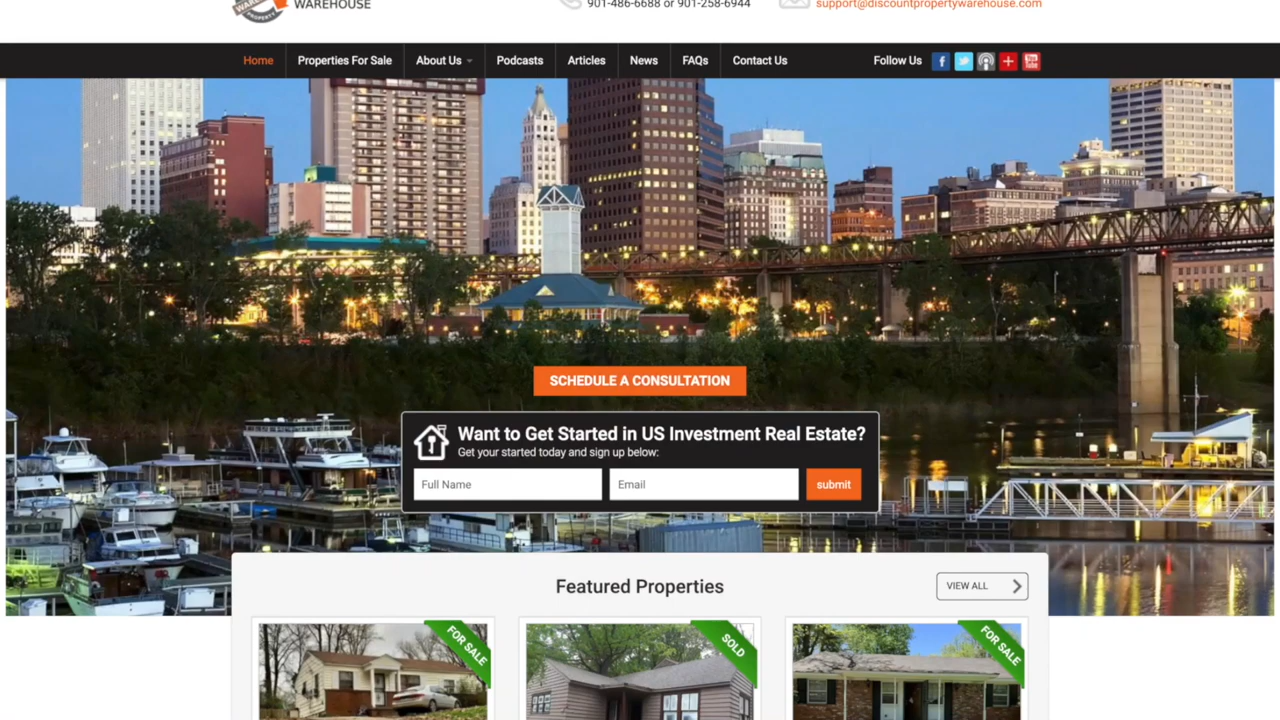 WAREHOUSE
PROPERTY
901-486-6688 or 901-258-6944
support@discountpropertywarehouse.com
Home
Properties For Sale
About Us
Podcasts
Articles
News
FAQs
Contact Us
Follow Us
SCHEDULE A CONSULTATION
Want to Get Started in US Investment Real Estate?
Get your started today and sign up below:
Full Name
Email
submit
Featured Properties
VIEW ALL
FOR SALE
SOLD
FOR SALE